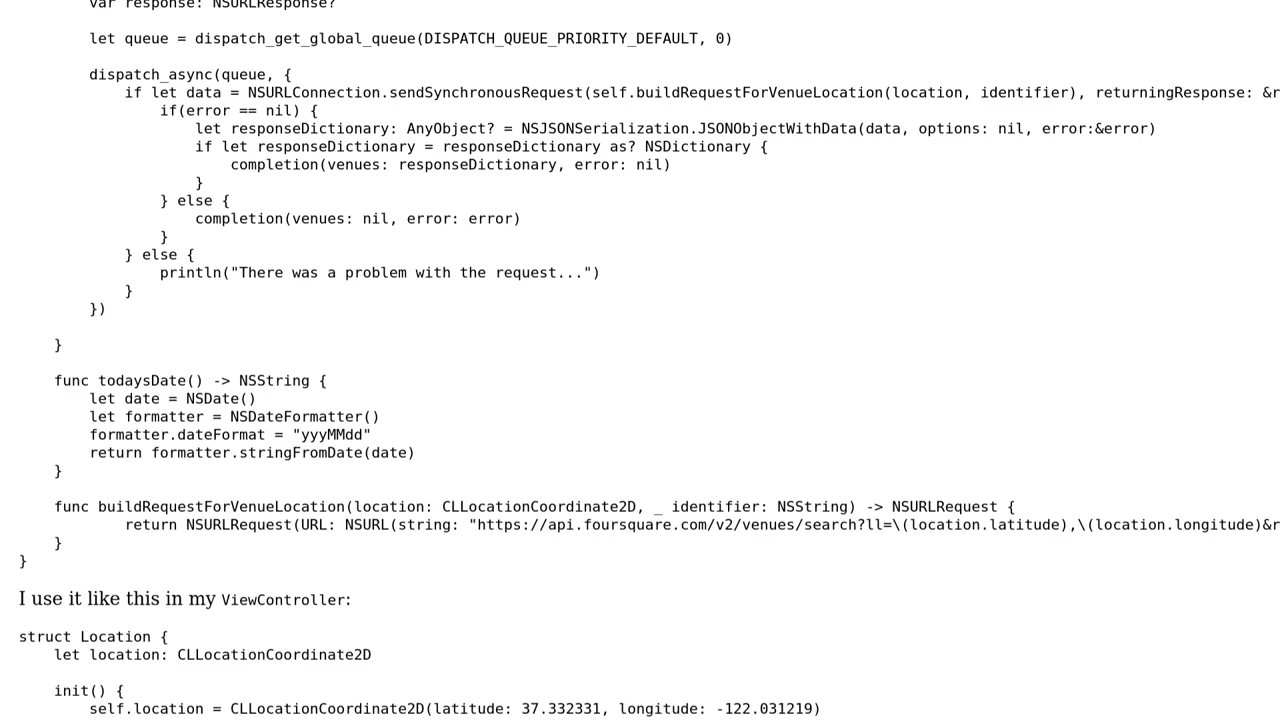 var response: NSURLResponse?
let queue = dispatch_get_global_queue(DISPATCH_QUEUE_PRIORITY_DEFAULT, 0)
dispatch_async(queue, {
if let data = NSURLConnection.sendSynchronousRequest(self.buildRequestForVenueLocation(location, identifier), returningResponse: &r
if(error == nil) {
let responseDictionary: AnyObject? = NSJSONSerialization.JSONObjectWithData(data, options: nil, error:&error)
if let responseDictionary = responseDictionary as? NSDictionary {
completion(venues: responseDictionary, error: nil)
}
} else {
completion(venues: nil, error: error)
}
} else {
println("There was a problem with the request...")
}
})
}
func todaysDate() -> NSString {
let date = NSDate()
let formatter = NSDateFormatter()
formatter.dateFormat = "yyyMMdd"
return formatter.stringFromDate(date)
}
func buildRequestForVenueLocation(location: CLLocationCoordinate2D, _ identifier: NSString) -> NSURLRequest {
return NSURLRequest(URL: NSURL(string: "https://api.foursquare.com/v2/venues/search?ll=\(location.latitude),\(location.longitude)&r
}
}
I use it like this in my ViewController:
struct Location {
let location: CLLocationCoordinate2D
init() {
self.location = CLLocationCoordinate2D(latitude: 37.332331, longitude: -122.031219)